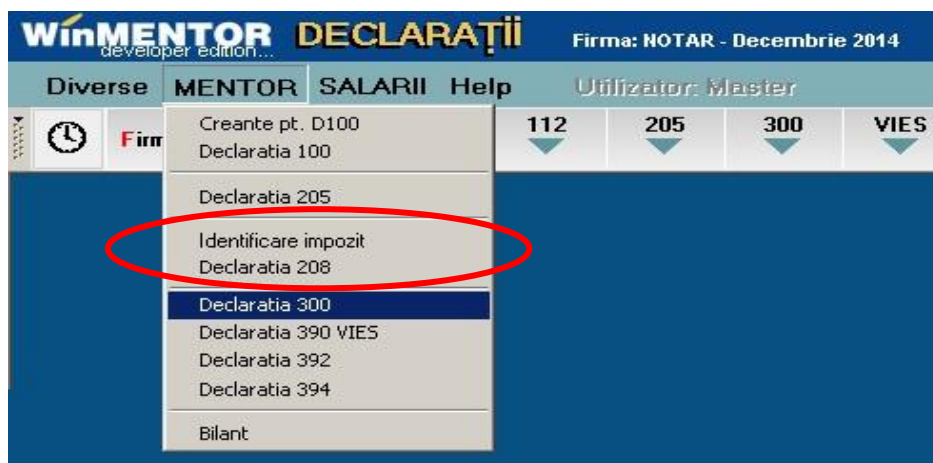 WinMENTOR DECLARAŢII Firma: NOTAR - Decembrie 2014
developer edition...
Diverse MENTOR SALARII Help Utilizator: Master
Creante pt. D100
Declaratia 100
112 205 300 VIES
Declaratia 205
Identificare impozit
Declaratia 208
Declaratia 300
Declaratia 390 VIES
Declaratia 392
Declaratia 394
Bilant